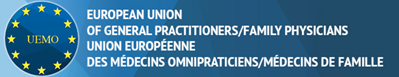 UEMO
EUROPEAN UNION
OF GENERAL PRACTITIONERS/FAMILY PHYSICIANS
UNION EUROPÉENNE
DES MÉDECINS OMNIPRATICIENS/MÉDECINS DE FAMILLE